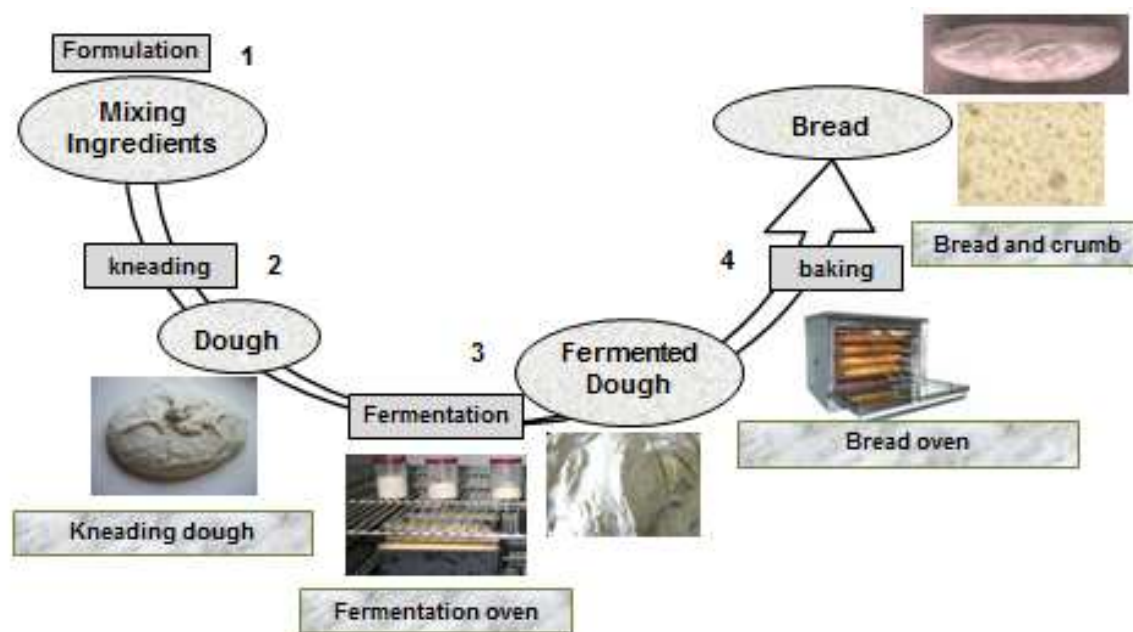 Formulation
1
Mixing
Ingredients
kneading
2
Dough
Kneading dough
3
Fermentation
Fermentation oven
Fermented
Dough
4
baking
Bread oven
Bread
Bread and crumb